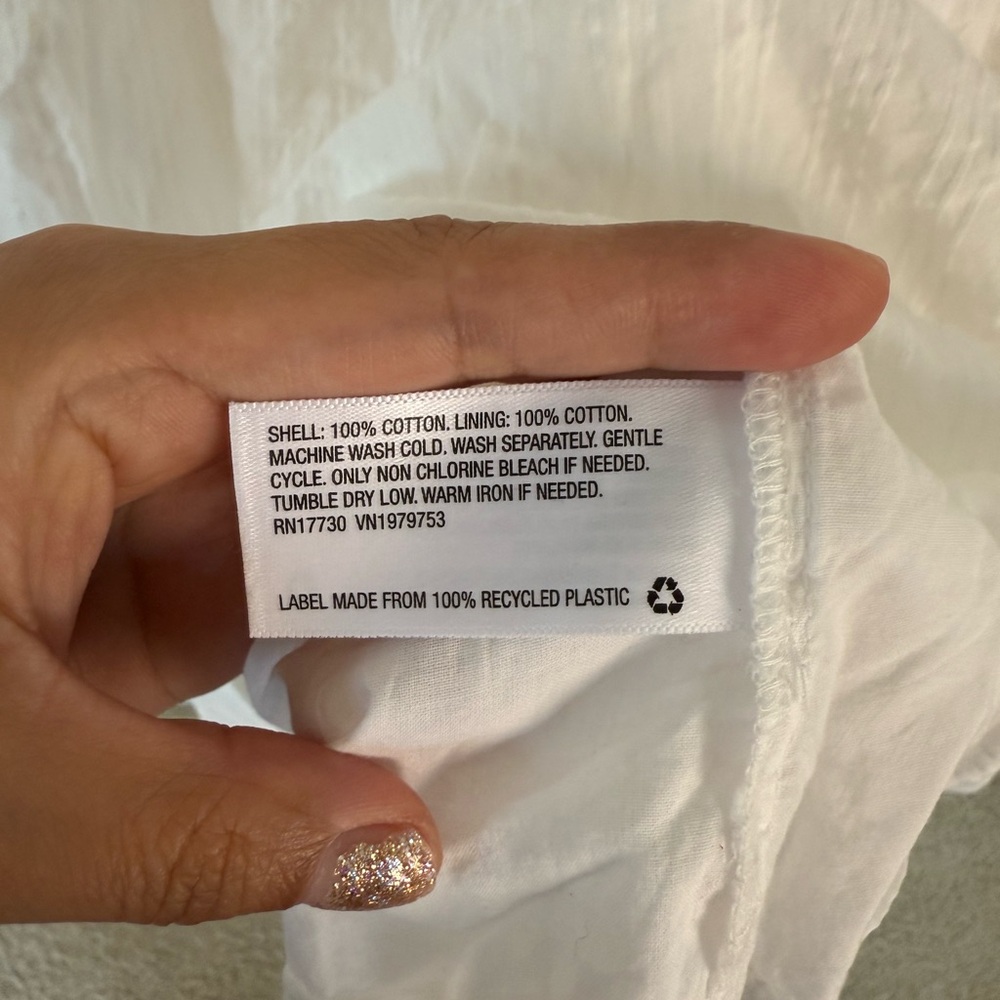 SHELL: 100% COTTON. LINING: 100% COTTON.
MACHINE WASH COLD. WASH SEPARATELY. GENTLE
CYCLE. ONLY NON CHLORINE BLEACH IF NEEDED.
TUMBLE DRY LOW. WARM IRON IF NEEDED.
RN17730 VN1979753
LABEL MADE FROM 100% RECYCLED PLASTIC